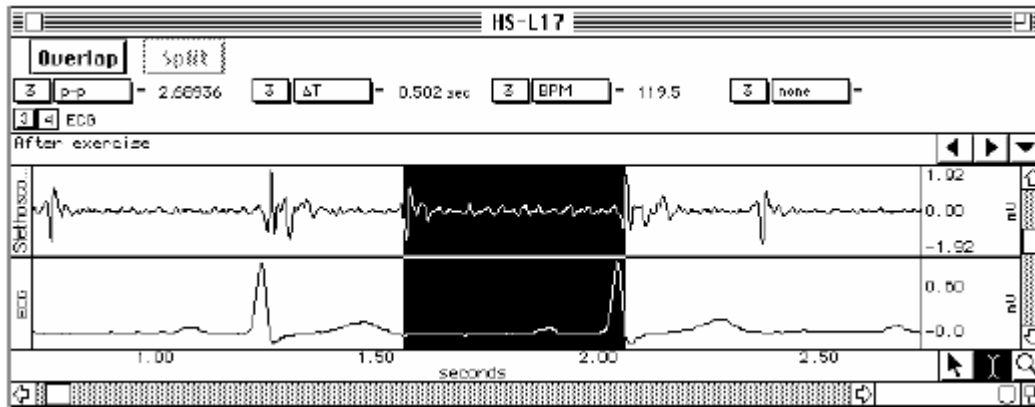 HS-L17
Overlap Split
3 p-p = 2.68936 3 ΔT = 0.502 sec 3 BPM = 119.5 3 none =
3 4 ECG
After exercise
Stethosco...
1.92
0.00 mV
-1.92
ECG
0.60
mV
-0.0
1.00 1.50 2.00 2.50
seconds